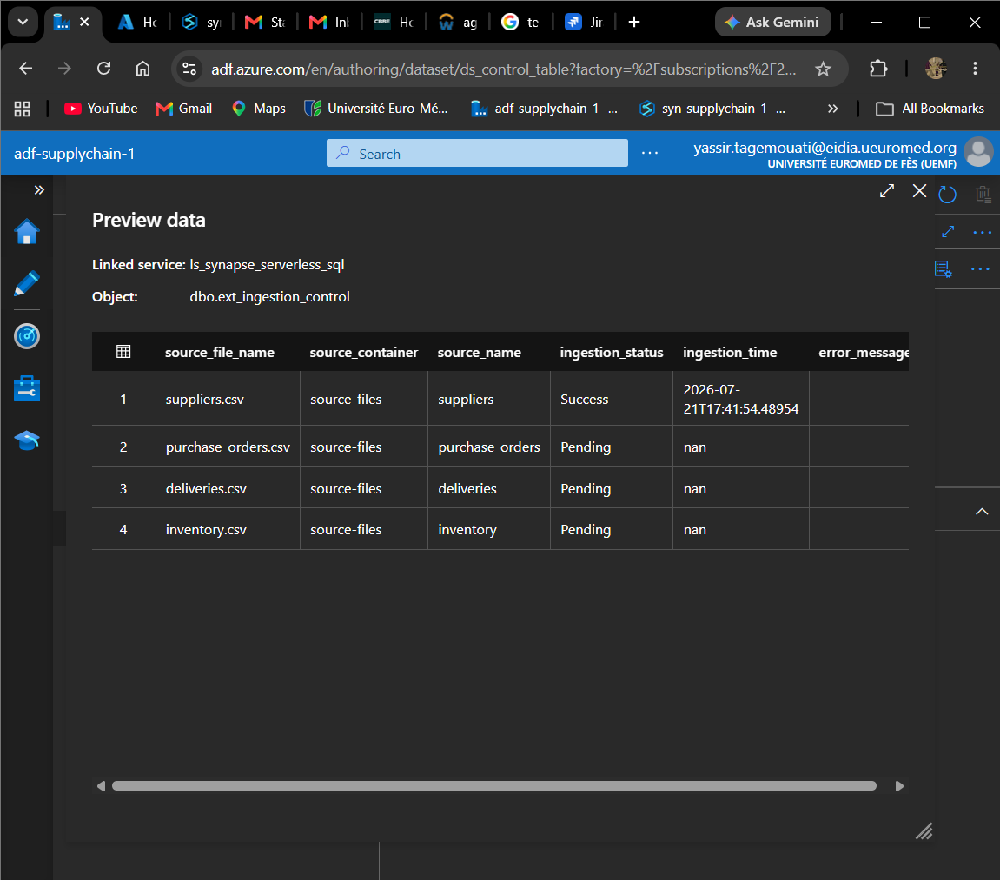 Ho
sy
Sta
Inl
CBRE
Ho
ag
G
te
Jir
Ask Gemini
adf.azure.com/en/authoring/dataset/ds_control_table?factory=%2Fsubscriptions%2F2...
YouTube
Gmail
Maps
Université Euro-Mé...
adf-supplychain-1 -...
syn-supplychain-1 -...
»
All Bookmarks
adf-supplychain-1
Search
...
yassir.tagemouati@eidia.ueuromed.org
UNIVERSITÉ EUROMED DE FÈS (UEMF)
Preview data
Linked service: ls_synapse_serverless_sql
Object: dbo.ext_ingestion_control
source_file_name source_container source_name ingestion_status ingestion_time error_message
1 suppliers.csv source-files suppliers Success 2026-07-
21T17:41:54.48954
2 purchase_orders.csv source-files purchase_orders Pending nan
3 deliveries.csv source-files deliveries Pending nan
4 inventory.csv source-files inventory Pending nan